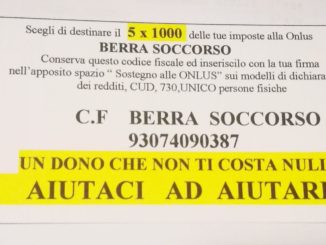 Scegli di destinare il 5 x 1000 delle tue imposte alla Onlus
BERRA SOCCORSO
Conserva questo codice fiscale ed inseriscilo con la tua firma
nell'apposito spazio " Sostegno alle ONLUS" sui modelli di dichiara
dei redditi, CUD, 730,UNICO persone fisiche
C.F BERRA SOCCORSO
93074090387
UN DONO CHE NON TI COSTA NULL
AIUTACI AD AIUTARE